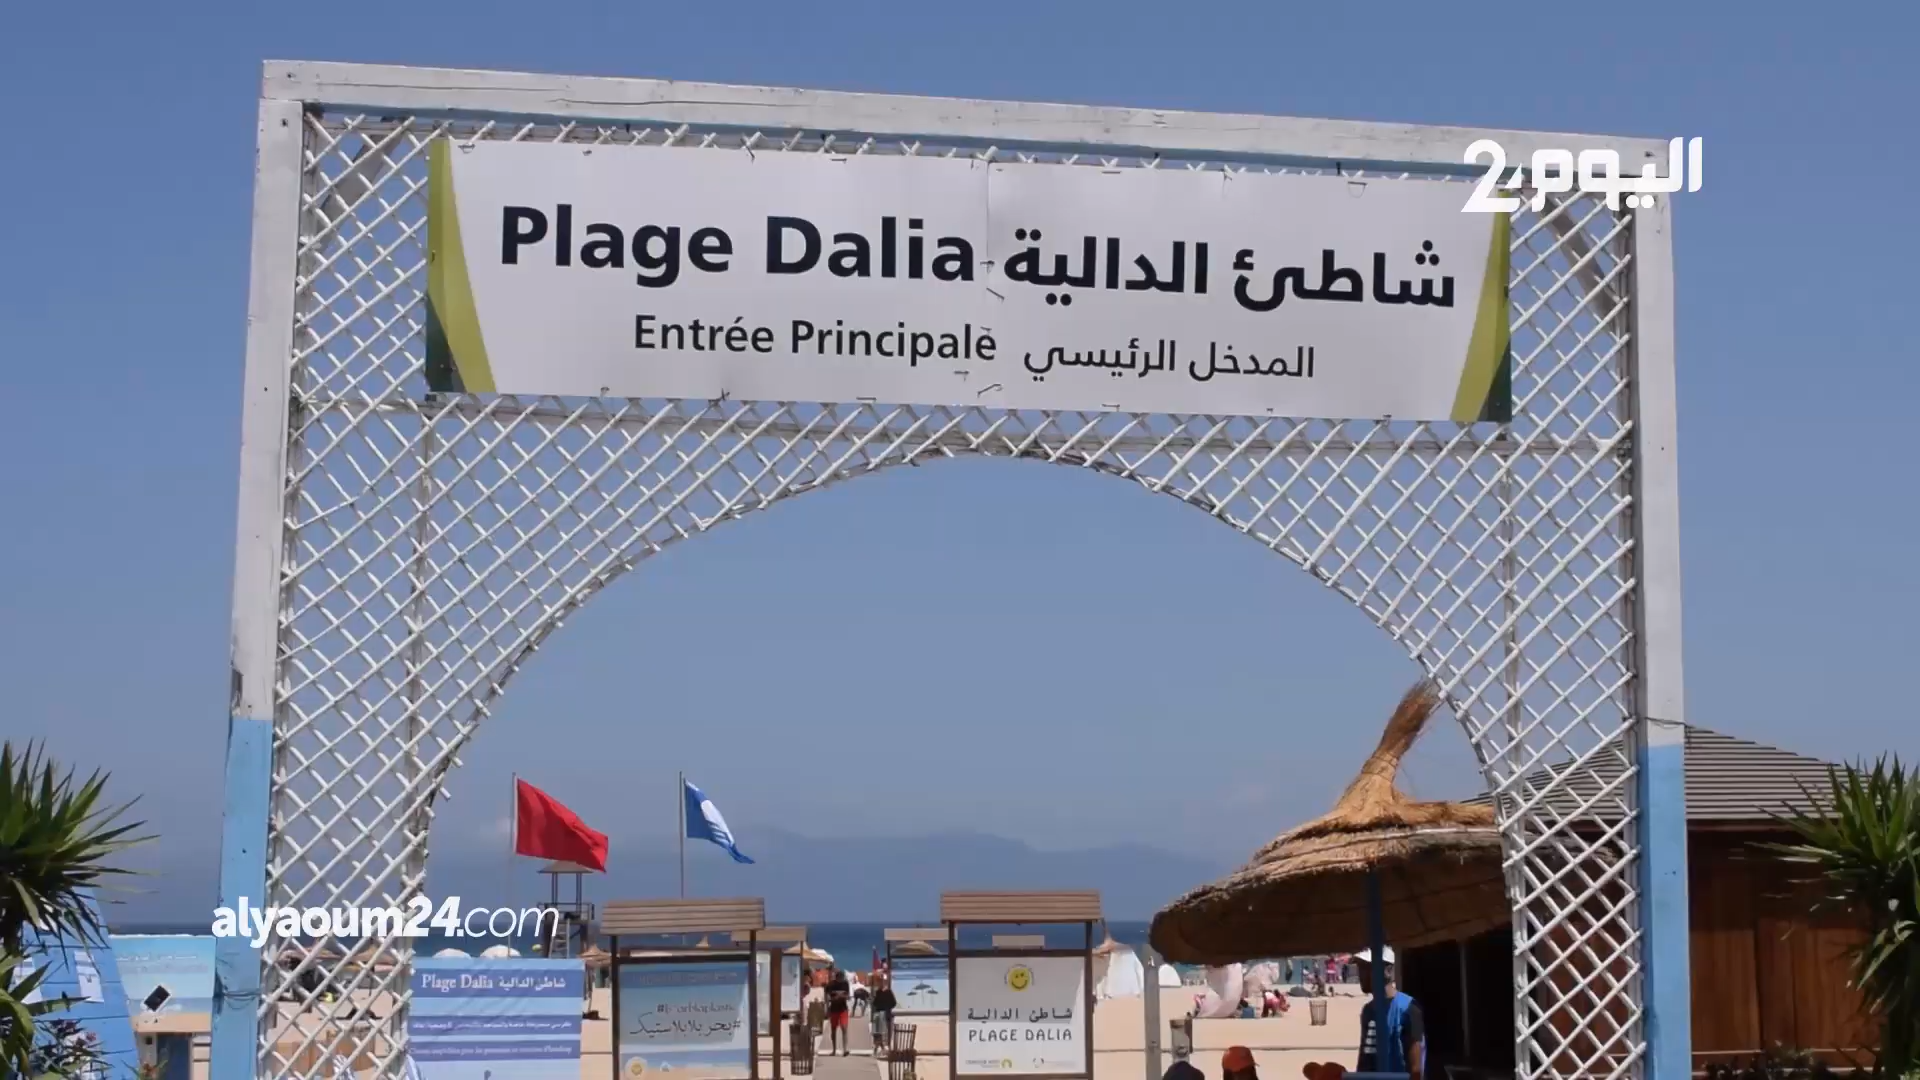 اليوم24
Plage Dalia شاطئ الدالية
Entrée Principale المدخل الرئيسي
alyaoum24.com
Plage Dalia شاطئ الدالية
#بحر_بلا_بلاستيك
شاطئ الدالية
PLAGE DALIA